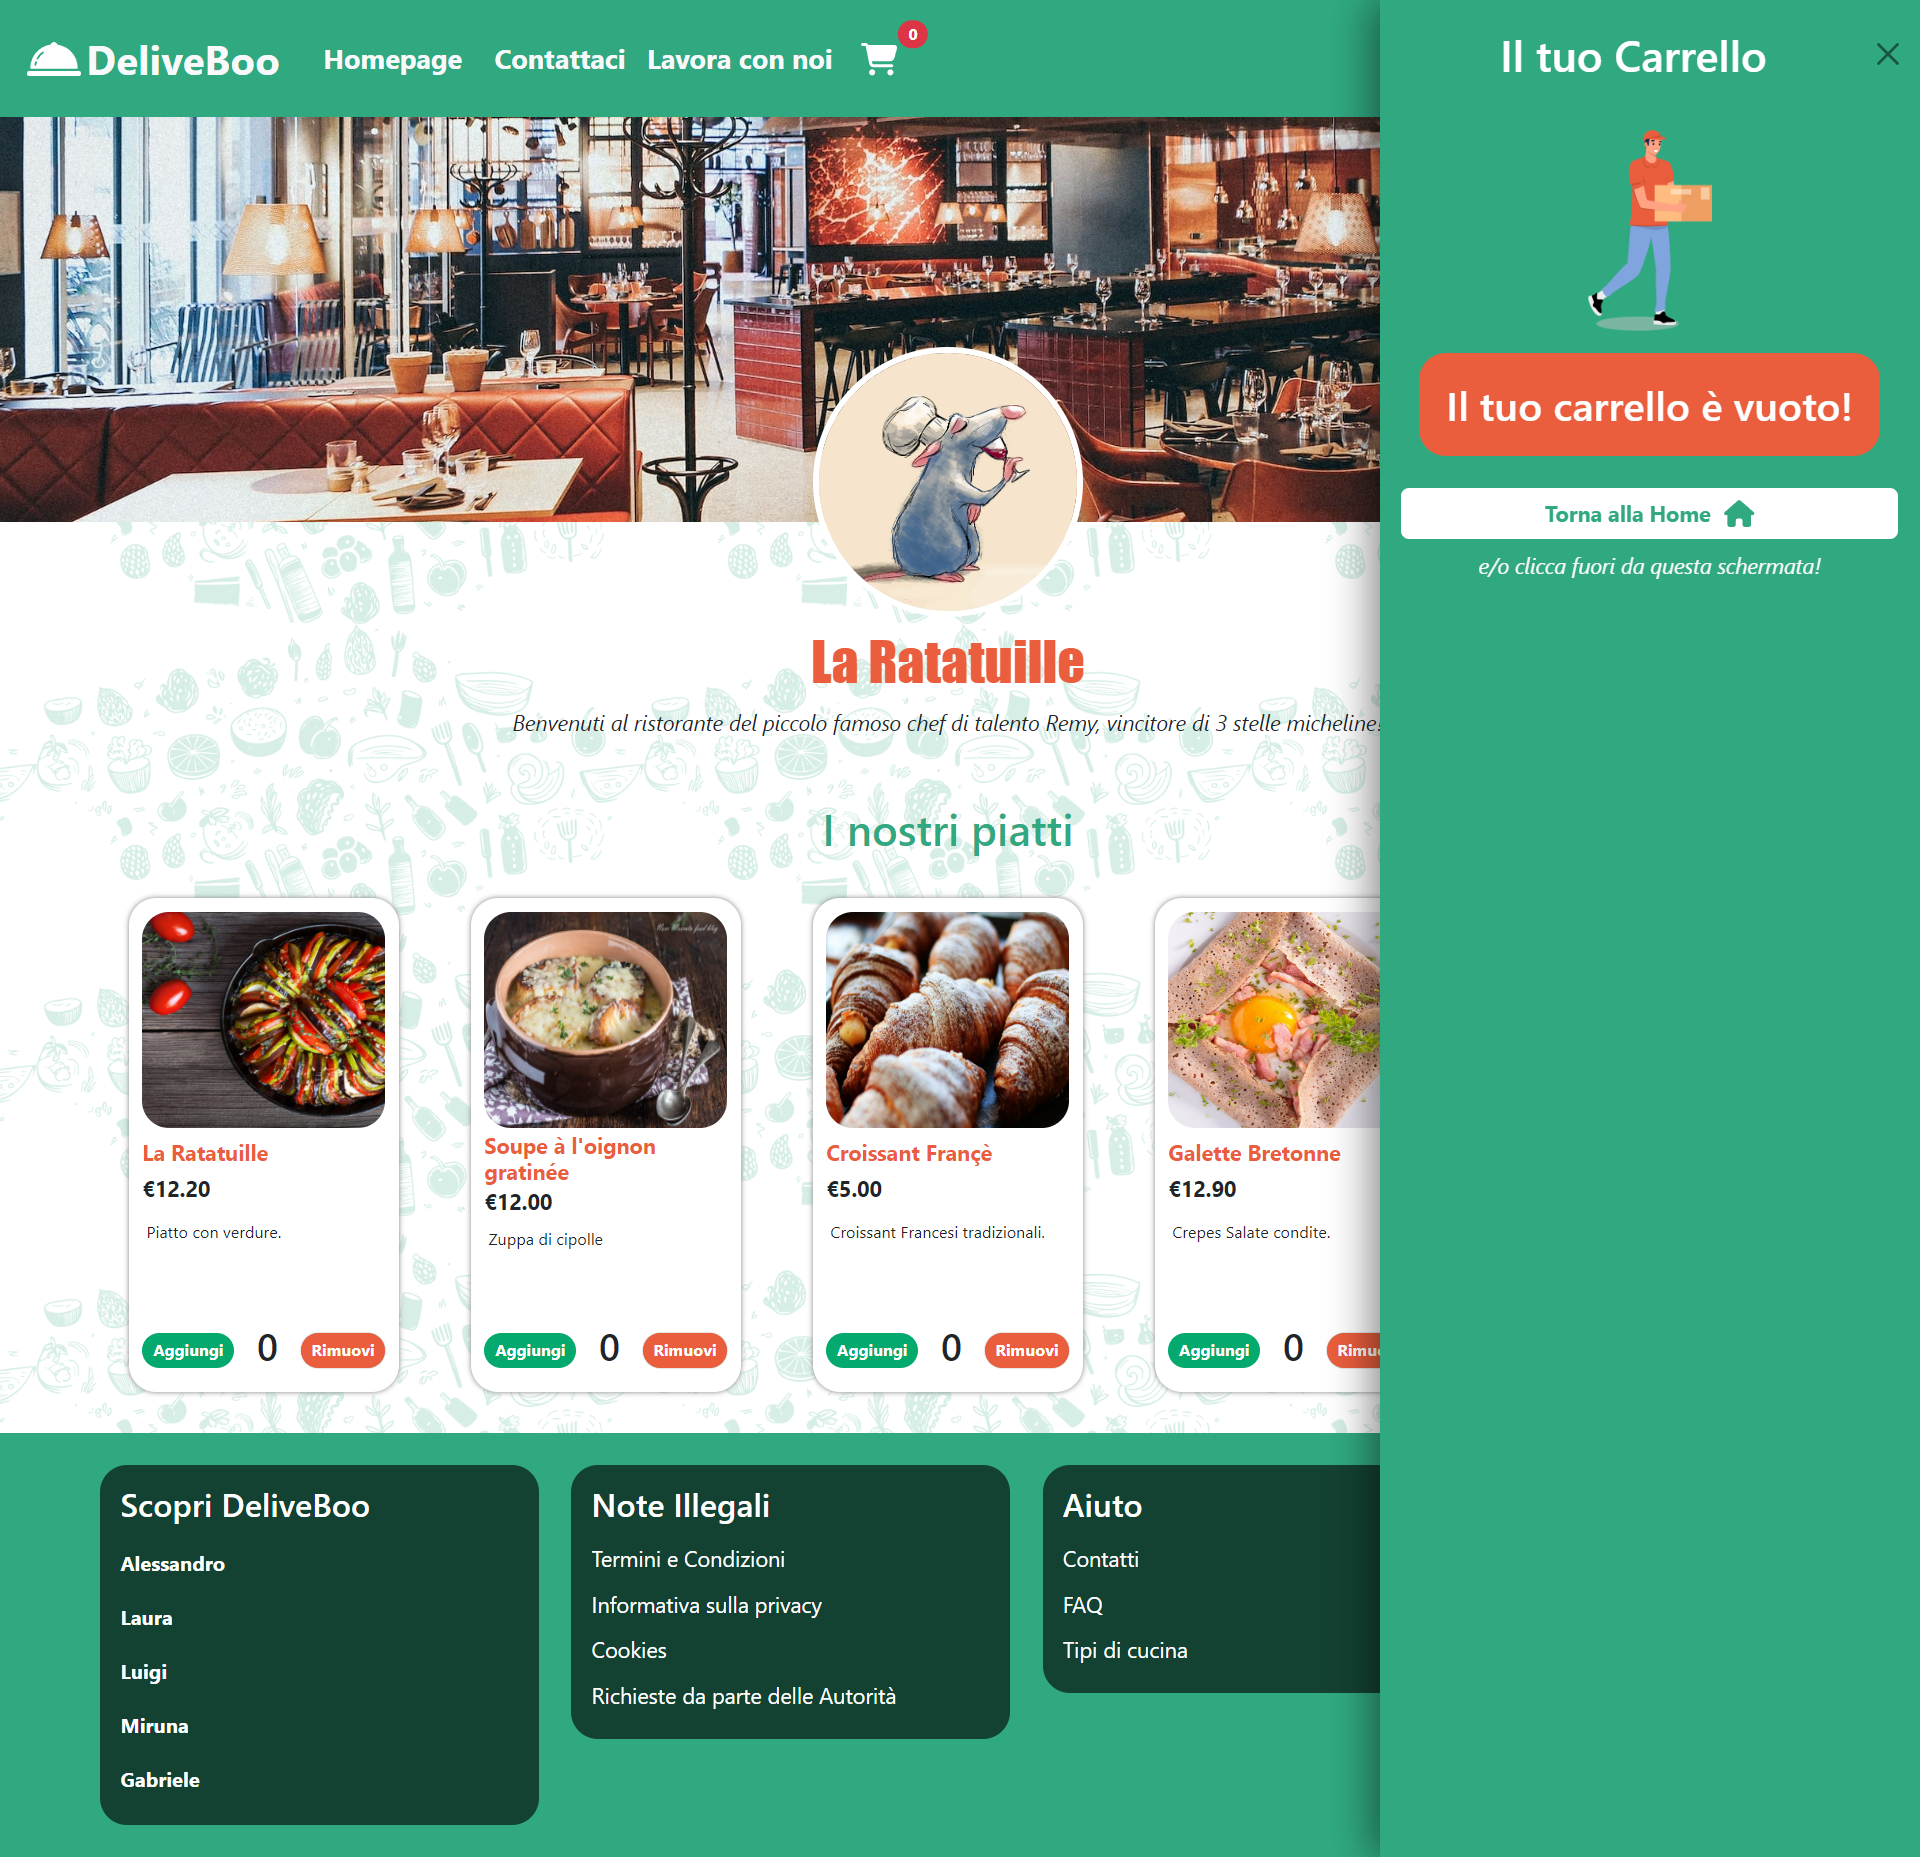 DeliveBoo
Homepage
Contattaci
Lavora con noi
0
La Ratatuille
Benvenuti al ristorante del piccolo famoso chef di talento Remy, vincitore di 3 stelle micheline!
I nostri piatti
La Ratatuille
€12.20
Piatto con verdure.
Aggiungi
0
Rimuovi
Soupe à l'oignon
gratinée
€12.00
Zuppa di cipolle
Aggiungi
0
Rimuovi
Croissant Françè
€5.00
Croissant Francesi tradizionali.
Aggiungi
0
Rimuovi
Galette Bretonne
€12.90
Crepes Salate condite.
Aggiungi
0
Scopri DeliveBoo
Alessandro
Laura
Luigi
Miruna
Gabriele
Note Illegali
Termini e Condizioni
Informativa sulla privacy
Cookies
Richieste da parte delle Autorità
Aiuto
Contatti
FAQ
Tipi di cucina
Il tuo Carrello
Il tuo carrello è vuoto!
Torna alla Home
e/o clicca fuori da questa schermata!